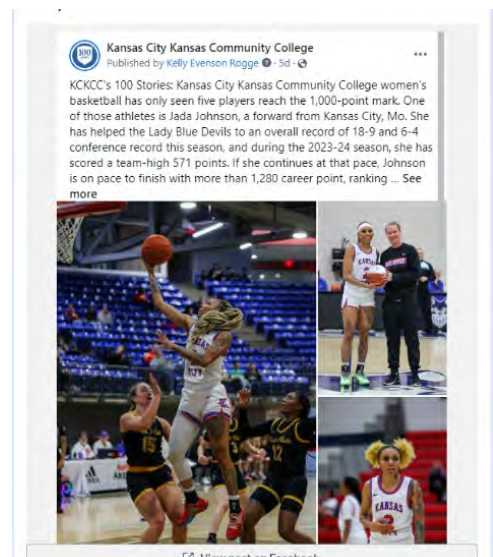 100
Kansas City Kansas Community College
Published by Kelly Evenson Rogge · 5d ·
KCKCC's 100 Stories: Kansas City Kansas Community College women's
basketball has only seen five players reach the 1,000-point mark. One
of those athletes is Jada Johnson, a forward from Kansas City, Mo. She
has helped the Lady Blue Devils to an overall record of 18-9 and 6-4
conference record this season, and during the 2023-24 season, she has
scored a team-high 571 points. If she continues at that pace, Johnson
is on pace to finish with more than 1,280 career point, ranking ... See
more
KANSAS
15
12
KANSAS
2